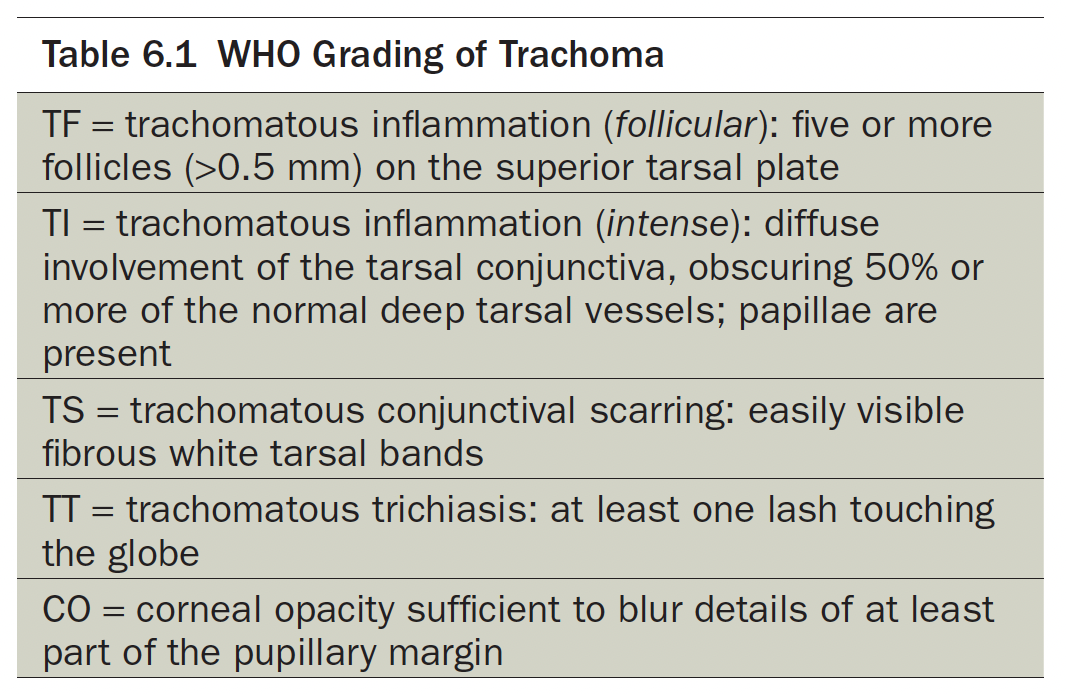 Table 6.1 WHO Grading of Trachoma
TF = trachomatous inflammation (follicular): five or more
follicles (>0.5 mm) on the superior tarsal plate
TI = trachomatous inflammation (intense): diffuse
involvement of the tarsal conjunctiva, obscuring 50% or
more of the normal deep tarsal vessels; papillae are
present
TS = trachomatous conjunctival scarring: easily visible
fibrous white tarsal bands
TT = trachomatous trichiasis: at least one lash touching
the globe
CO = corneal opacity sufficient to blur details of at least
part of the pupillary margin